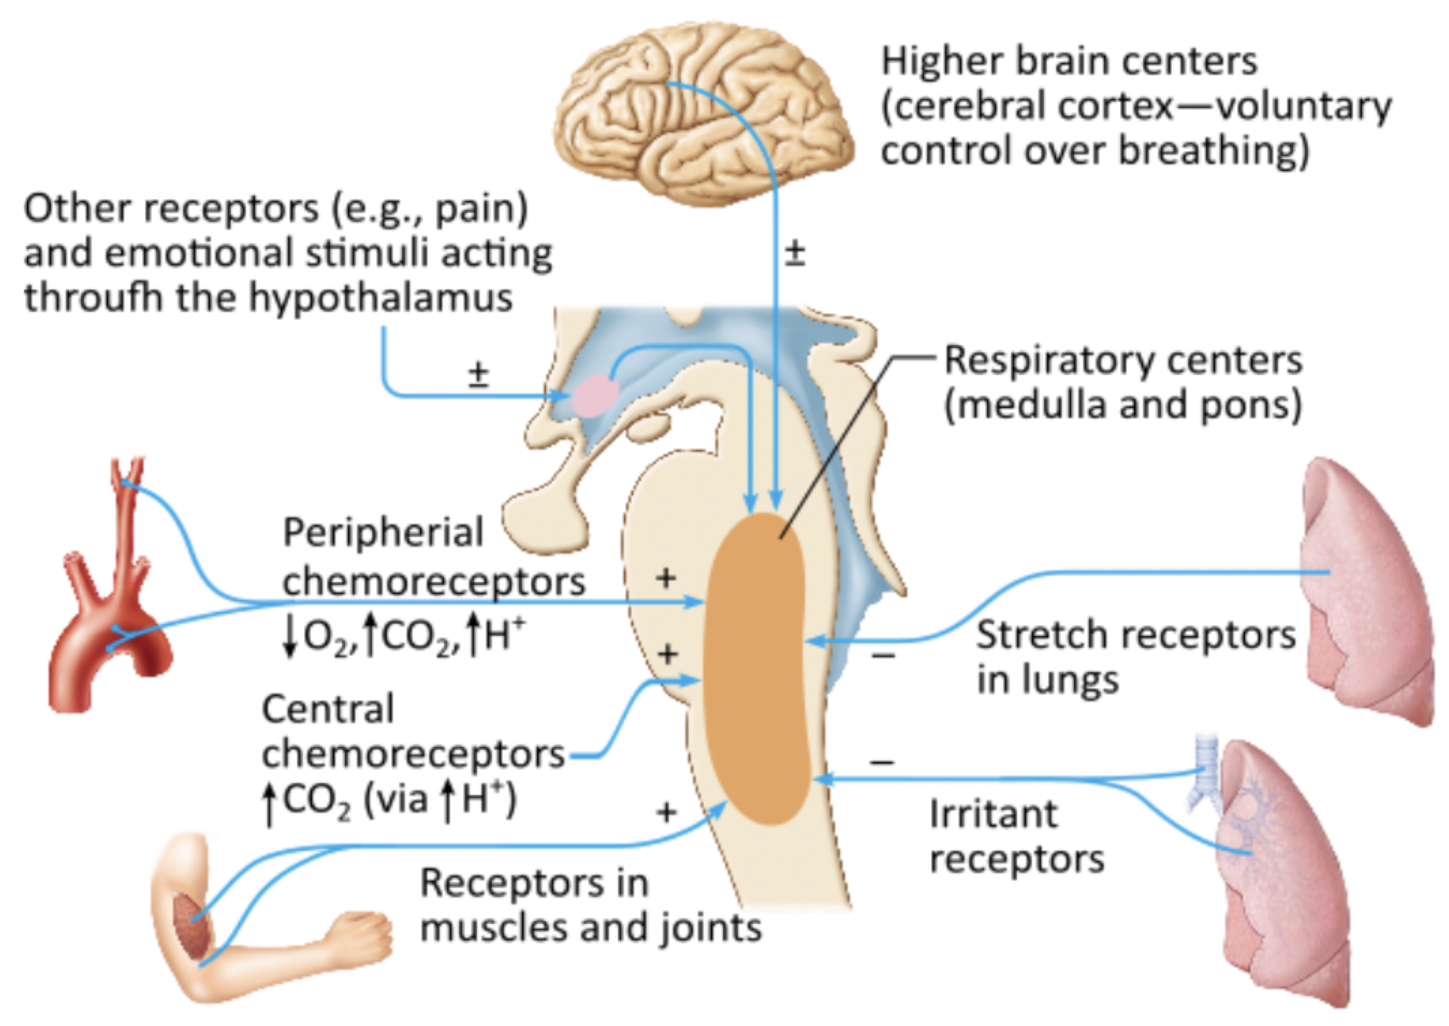 Higher brain centers
(cerebral cortex—voluntary
control over breathing)
Other receptors (e.g., pain)
and emotional stimuli acting
throufh the hypothalamus
±
±
Respiratory centers
(medulla and pons)
Peripherial
chemoreceptors
↓O₂,↑CO₂,↑H⁺
+
Stretch receptors
in lungs
–
Central
chemoreceptors
↑CO₂ (via ↑H⁺)
+
–
Irritant
receptors
+
Receptors in
muscles and joints